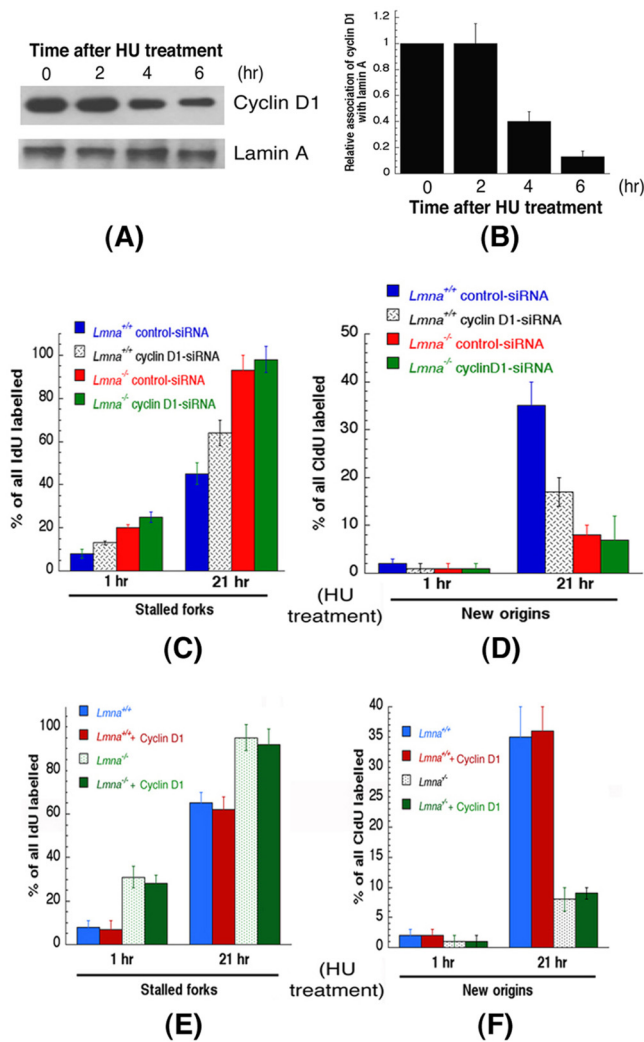 Time after HU treatment
0 2 4 6 (hr)
Cyclin D1
Lamin A
(A)
Relative association of cyclin D1
with lamin A
1.2
1
0.8
0.6
0.4
0.2
0
0 2 4 6 (hr)
Time after HU treatment
(B)
Lmna+/+ control-siRNA
Lmna+/+ cyclin D1-siRNA
Lmna-/- control-siRNA
Lmna-/- cyclin D1-siRNA
% of all IdU labelled
100
80
60
40
20
0
1 hr 21 hr
Stalled forks
(C)
(HU
treatment)
Lmna+/+ control-siRNA
Lmna+/+ cyclin D1-siRNA
Lmna-/- control-siRNA
Lmna-/- cyclinD1-siRNA
% of all CldU labelled
50
40
30
20
10
0
1 hr 21 hr
New origins
(D)
Lmna+/+
Lmna+/+ + Cyclin D1
Lmna-/-
Lmna-/- + Cyclin D1
% of all IdU labelled
100
80
60
40
20
0
1 hr 21 hr
Stalled forks
(E)
(HU
treatment)
Lmna+/+
Lmna+/+ + Cyclin D1
Lmna-/-
Lmna-/- + Cyclin D1
% of all CldU labelled
40
35
30
25
20
15
10
5
0
1 hr 21 hr
New origins
(F)